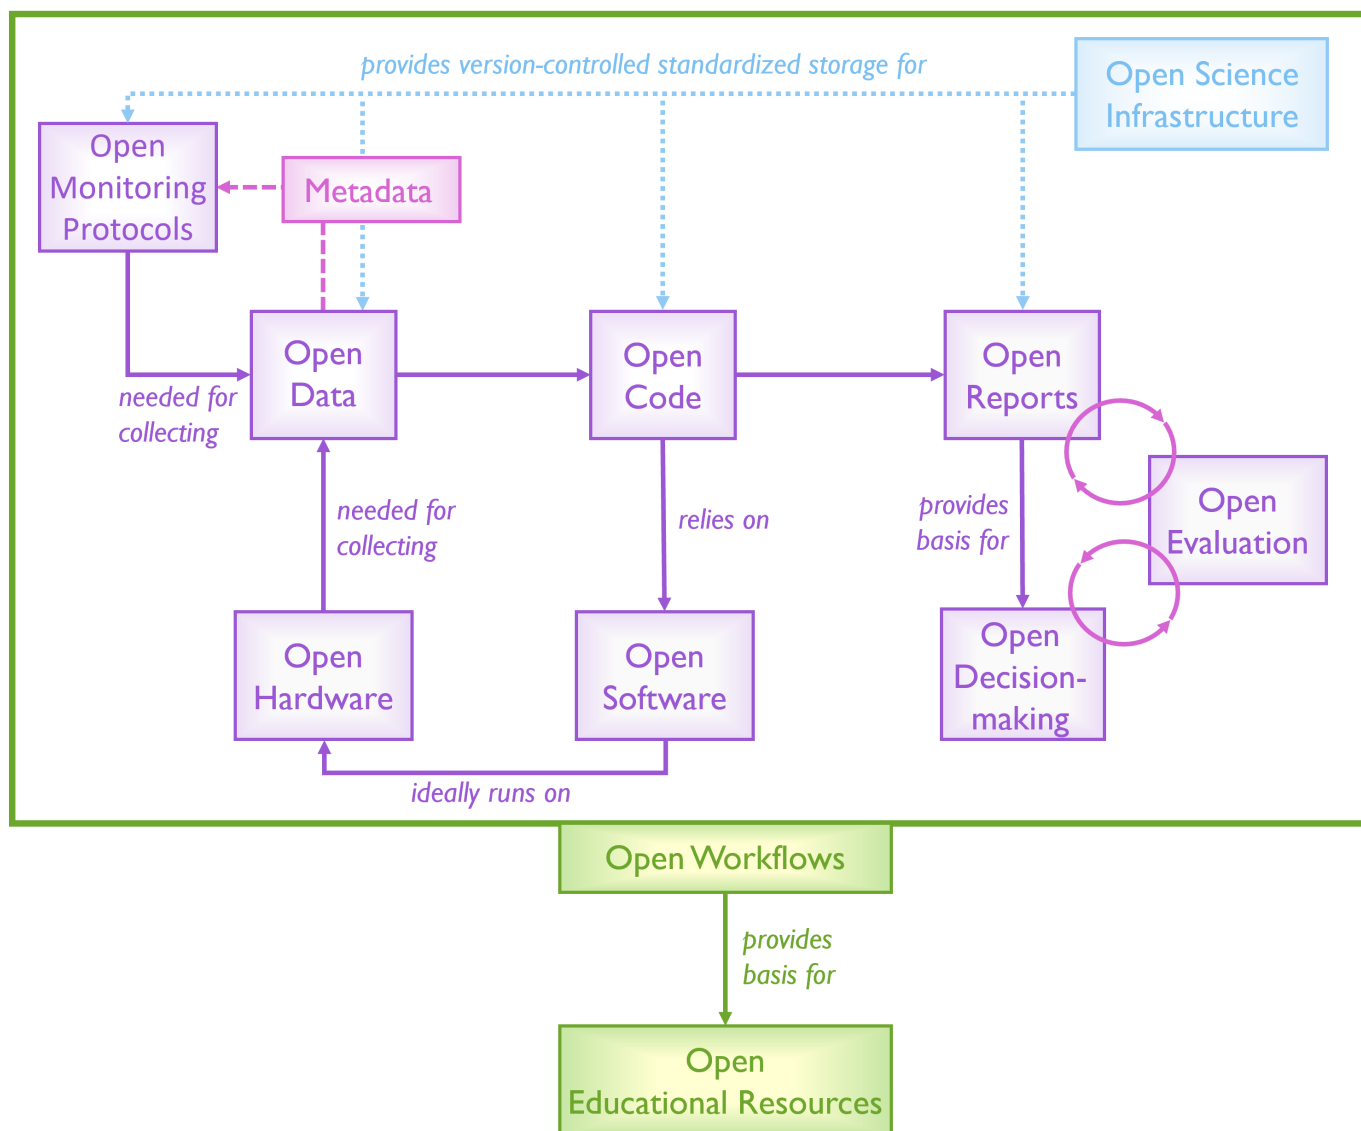 provides version-controlled standardized storage for
Open Science
Infrastructure
Open
Monitoring
Protocols
Metadata
Open
Data
Open
Code
Open
Reports
needed for
collecting
needed for
collecting
relies on
provides
basis for
Open
Evaluation
Open
Hardware
Open
Software
Open
Decision-
making
ideally runs on
Open Workflows
provides
basis for
Open
Educational Resources